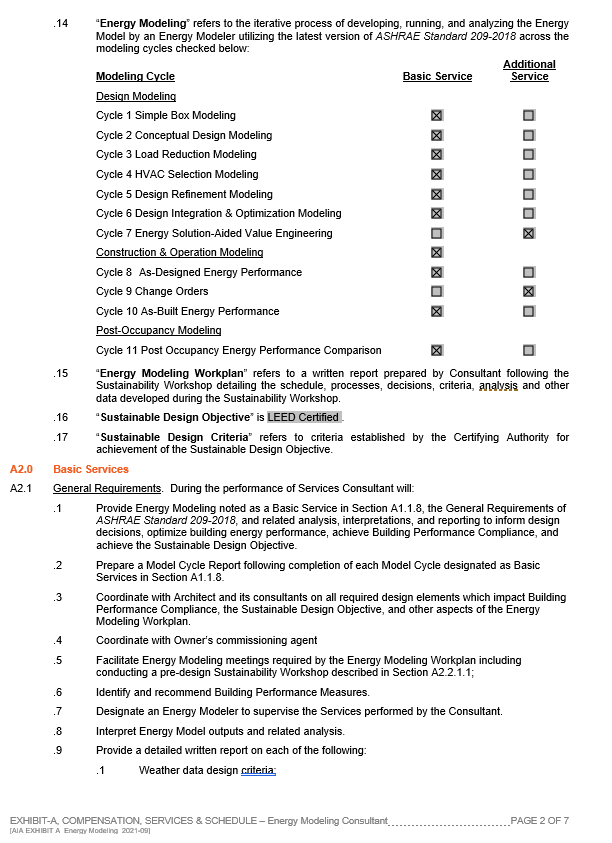 .14 “Energy Modeling” refers to the iterative process of developing, running, and analyzing the Energy
Model by an Energy Modeler utilizing the latest version of ASHRAE Standard 209-2018 across the
modeling cycles checked below:
Additional
Modeling Cycle Basic Service Service
Design Modeling
Cycle 1 Simple Box Modeling ☒ ☐
Cycle 2 Conceptual Design Modeling ☒ ☐
Cycle 3 Load Reduction Modeling ☒ ☐
Cycle 4 HVAC Selection Modeling ☒ ☐
Cycle 5 Design Refinement Modeling ☒ ☐
Cycle 6 Design Integration & Optimization Modeling ☒ ☐
Cycle 7 Energy Solution-Aided Value Engineering ☐ ☒
Construction & Operation Modeling ☒
Cycle 8 As-Designed Energy Performance ☒ ☐
Cycle 9 Change Orders ☐ ☒
Cycle 10 As-Built Energy Performance ☒ ☐
Post-Occupancy Modeling
Cycle 11 Post Occupancy Energy Performance Comparison ☒ ☐
.15 “Energy Modeling Workplan” refers to a written report prepared by Consultant following the
Sustainability Workshop detailing the schedule, processes, decisions, criteria, analysis and other
data developed during the Sustainability Workshop.
.16 “Sustainable Design Objective” is LEED Certified .
.17 “Sustainable Design Criteria” refers to criteria established by the Certifying Authority for
achievement of the Sustainable Design Objective.
A2.0 Basic Services
A2.1 General Requirements. During the performance of Services Consultant will:
.1 Provide Energy Modeling noted as a Basic Service in Section A1.1.8, the General Requirements of
ASHRAE Standard 209-2018, and related analysis, interpretations, and reporting to inform design
decisions, optimize building energy performance, achieve Building Performance Compliance, and
achieve the Sustainable Design Objective.
.2 Prepare a Model Cycle Report following completion of each Model Cycle designated as Basic
Services in Section A1.1.8.
.3 Coordinate with Architect and its consultants on all required design elements which impact Building
Performance Compliance, the Sustainable Design Objective, and other aspects of the Energy
Modeling Workplan.
.4 Coordinate with Owner’s commissioning agent
.5 Facilitate Energy Modeling meetings required by the Energy Modeling Workplan including
conducting a pre-design Sustainability Workshop described in Section A2.2.1.1;
.6 Identify and recommend Building Performance Measures.
.7 Designate an Energy Modeler to supervise the Services performed by the Consultant.
.8 Interpret Energy Model outputs and related analysis.
.9 Provide a detailed written report on each of the following:
.1 Weather data design criteria;
EXHIBIT-A, COMPENSATION, SERVICES & SCHEDULE – Energy Modeling Consultant PAGE 2 OF 7
[AIA EXHIBIT A Energy Modeling 2021-09]